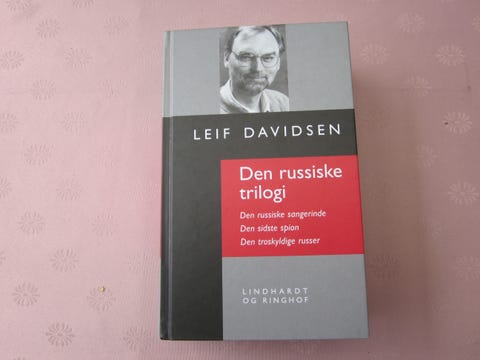 LEIF DAVIDSEN
Den russiske
trilogi
Den russiske sangerinde
Den sidste spion
Den troskyldige russer
LINDHARDT
OG RINGHOF